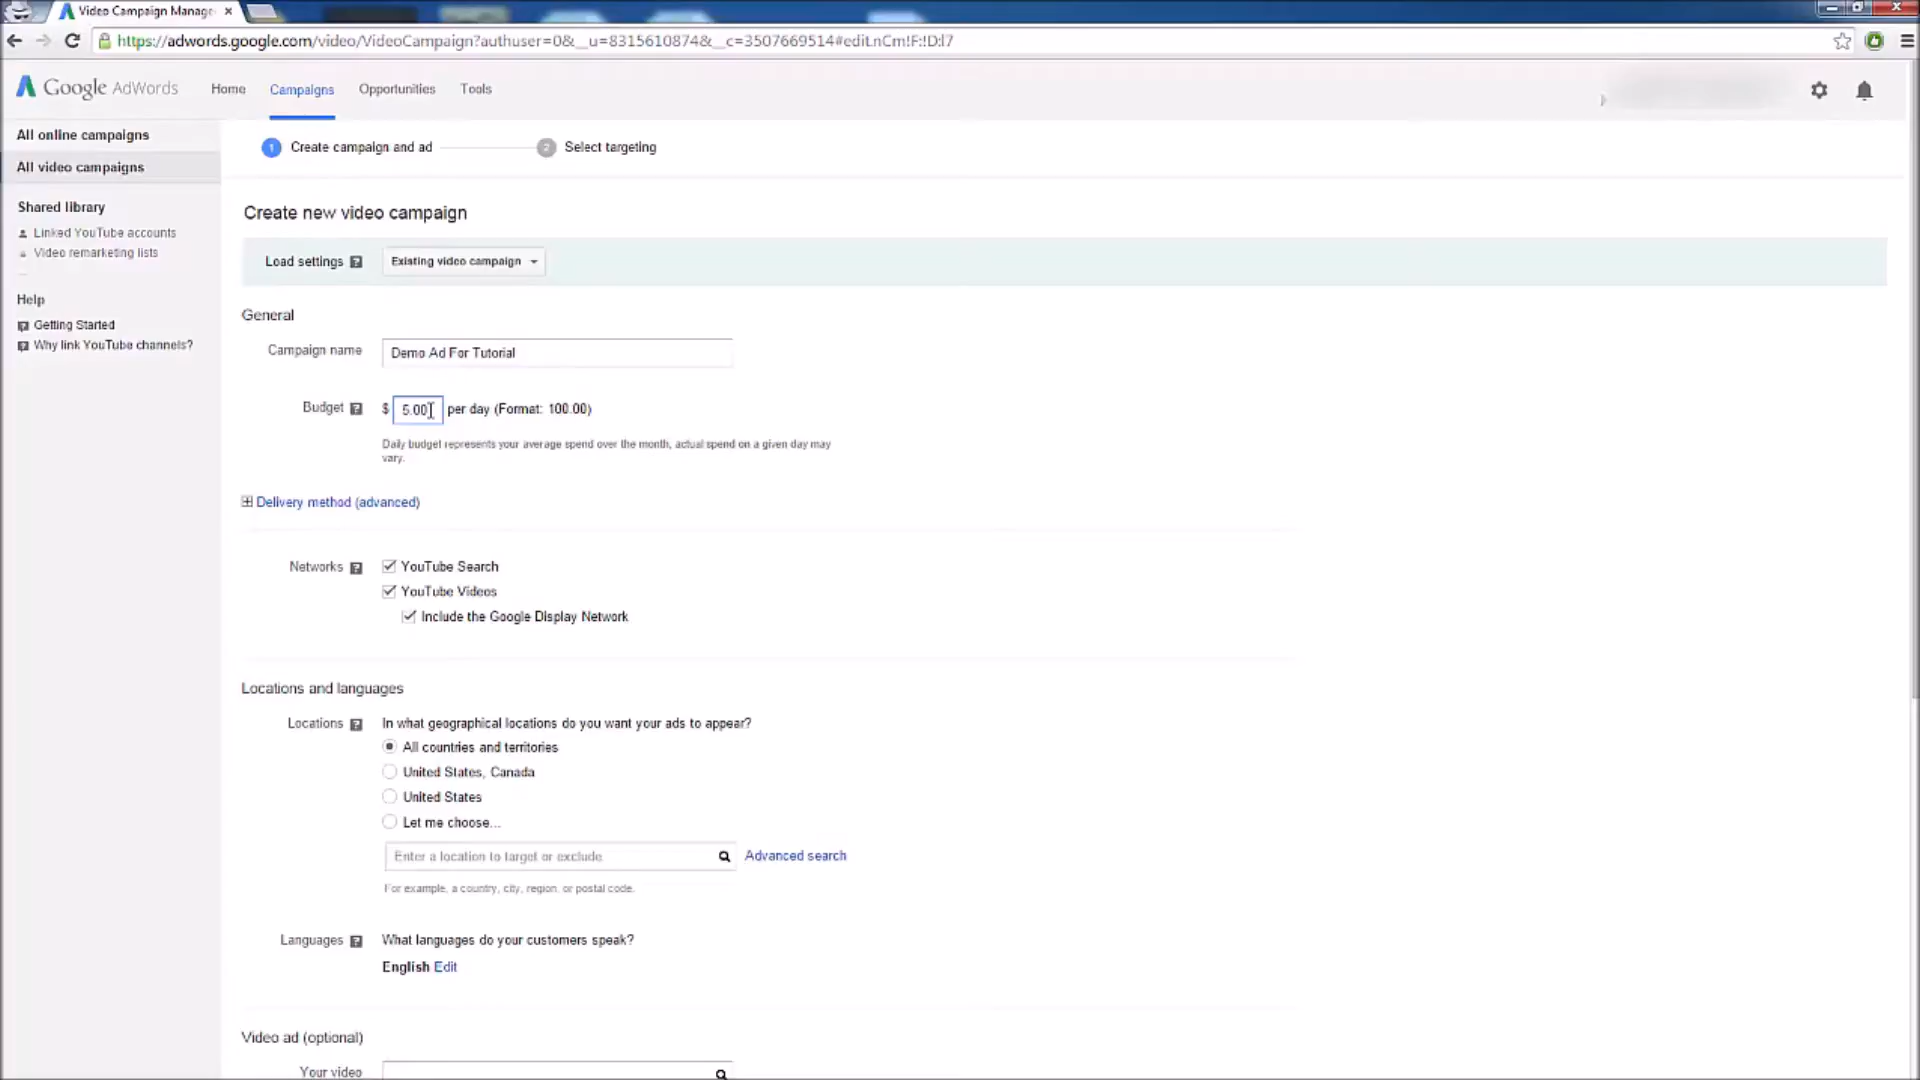 Video Campaign Manage
https://adwords.google.com/video/VideoCampaign?authuser=0&__u=8315610874&__c=3507669514#edit.nCm!F:!D:l7
Google AdWords Home Campaigns Opportunities Tools
All online campaigns
All video campaigns
Shared library
Linked YouTube accounts
Video remarketing lists
Help
? Getting Started
? Why link YouTube channels?
1 Create campaign and ad 2 Select targeting
Create new video campaign
Load settings ? Existing video campaign
General
Campaign name Demo Ad For Tutorial
Budget ? $ 5.00 per day (Format: 100.00)
Daily budget represents your average spend over the month, actual spend on a given day may
vary.
Delivery method (advanced)
Networks ? YouTube Search
YouTube Videos
Include the Google Display Network
Locations and languages
Locations ? In what geographical locations do you want your ads to appear?
All countries and territories
United States, Canada
United States
Let me choose...
Enter a location to target or exclude Advanced search
For example, a country, city, region, or postal code.
Languages ? What languages do your customers speak?
English Edit
Video ad (optional)
Your video